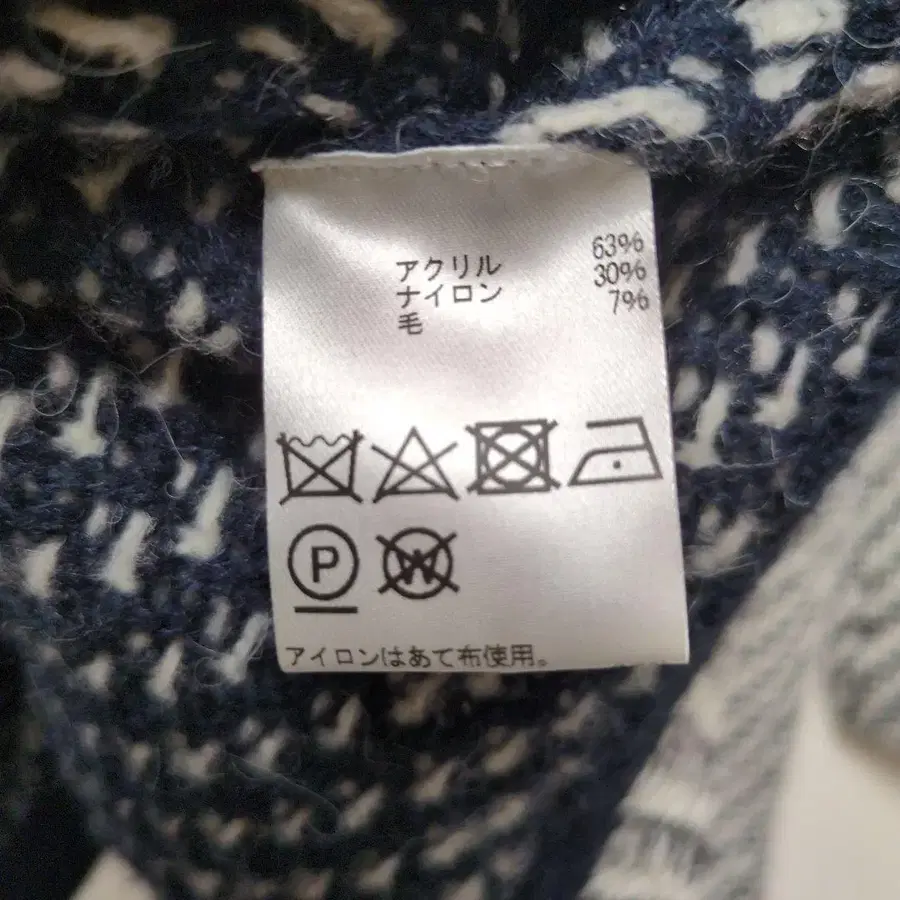 アクリル 63%
ナイロン 30%
毛 7%
P W
アイロンはあて布使用。